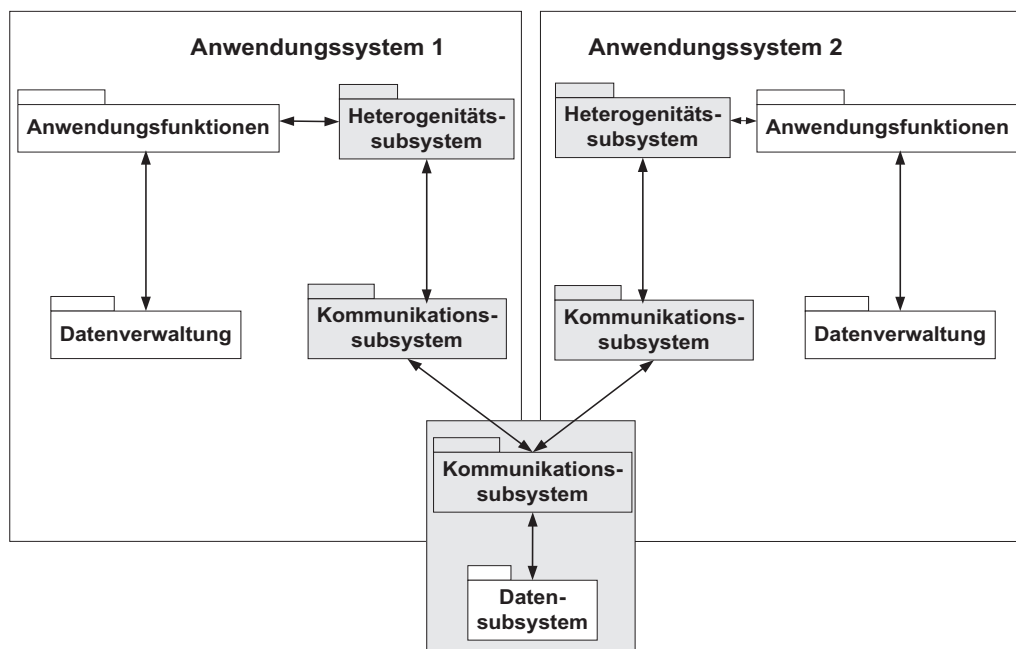 Anwendungssystem 1
Anwendungsfunktionen
Heterogenitäts-
subsystem
Datenverwaltung
Kommunikations-
subsystem
Anwendungssystem 2
Heterogenitäts-
subsystem
Anwendungsfunktionen
Kommunikations-
subsystem
Datenverwaltung
Kommunikations-
subsystem
Daten-
subsystem